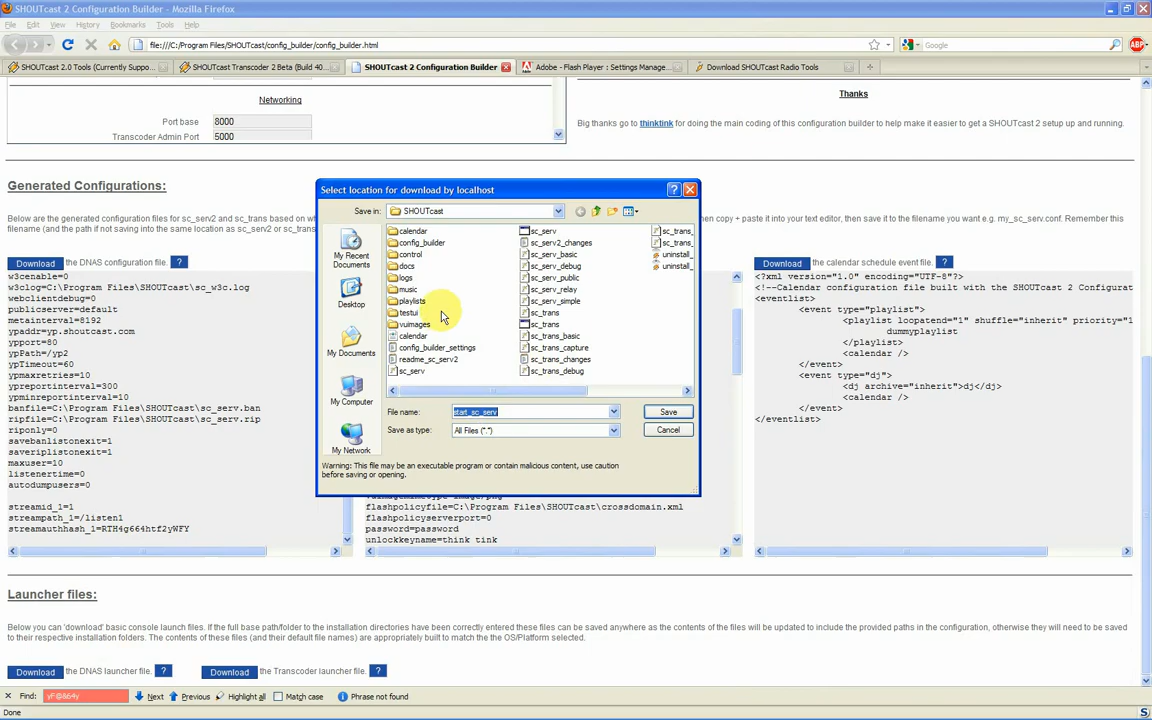 SHOUTcast 2 Configuration Builder - Mozilla Firefox
File Edit View History Bookmarks Tools Help
file:///C:/Program Files/SHOUTcast/config_builder/config_builder.html
Google
ABP
SHOUTcast 2.0 Tools (Currently Suppo...
SHOUTcast Transcoder 2 Beta (Build 40...
SHOUTcast 2 Configuration Builder
Adobe - Flash Player : Settings Manage...
Download SHOUTcast Radio Tools
Networking
Port base 8000
Transcoder Admin Port 5000
Thanks
Big thanks go to thinktink for doing the main coding of this configuration builder to help make it easier to get a SHOUTcast 2 setup up and running.
Generated Configurations:
Below are the generated configuration files for sc_serv2 and sc_trans based on wh
then copy + paste it into your text editor, then save it to the filename you want e.g. my_sc_serv.conf. Remember this
filename (and the path if not saving into the same location as sc_serv2 or sc_trans
Download the DNAS configuration file. ?
w3cenable=0
w3clog=C:\Program Files\SHOUTcast\sc_w3c.log
webclientdebug=0
publicserver=default
metainterval=8192
ypaddr=yp.shoutcast.com
ypport=80
ypPath=/yp2
ypTimeout=60
ypmaxretries=10
ypreportinterval=300
ypminreportinterval=10
banfile=C:\Program Files\SHOUTcast\sc_serv.ban
ripfile=C:\Program Files\SHOUTcast\sc_serv.rip
riponly=0
savebanlistonexit=1
saveriplistonexit=1
maxuser=10
listenertime=0
autodumpusers=0
streamid_1=1
streampath_1=/listen1
streamauthhash_1=RTH4g664htf2yWFY
Select location for download by localhost
Save in: SHOUTcast
My Recent Documents
Desktop
My Documents
My Computer
My Network
calendar
config_builder
control
docs
logs
music
playlists
testui
vuimages
calendar
config_builder_settings
readme_sc_serv2
sc_serv
sc_serv
sc_serv2_changes
sc_serv_basic
sc_serv_debug
sc_serv_public
sc_serv_relay
sc_serv_simple
sc_trans
sc_trans
sc_trans_basic
sc_trans_capture
sc_trans_changes
sc_trans_debug
sc_trans_
sc_trans_
uninstall_
uninstall_
File name: start_sc_serv Save
Save as type: All Files (*.*) Cancel
Warning: This file may be an executable program or contain malicious content, use caution
before saving or opening.
flashpolicyfile=C:\Program Files\SHOUTcast\crossdomain.xml
flashpolicyserverport=0
password=password
unlockkeyname=think tink
Download the calendar schedule event file. ?
<?xml version="1.0" encoding="UTF-8"?>
<!--Calendar configuration file built with the SHOUTcast 2 Configurat
<eventlist>
<event type="playlist">
<playlist loopatend="1" shuffle="inherit" priority="1
dummyplaylist
</playlist>
<calendar />
</event>
<event type="dj">
<dj archive="inherit">dj</dj>
<calendar />
</event>
</eventlist>
Launcher files:
Below you can 'download' basic console launch files. If the full base path/folder to the installation directories have been correctly entered these files can be saved anywhere as the contents of the files will be updated to include the provided paths in the configuration, otherwise they will need to be saved
to their respective installation folders. The contents of these files (and their default file names) are appropriately built to match the the OS/Platform selected.
Download the DNAS launcher file. ? Download the Transcoder launcher file. ?
Find: Next Previous Highlight all Match case Phrase not found
Done